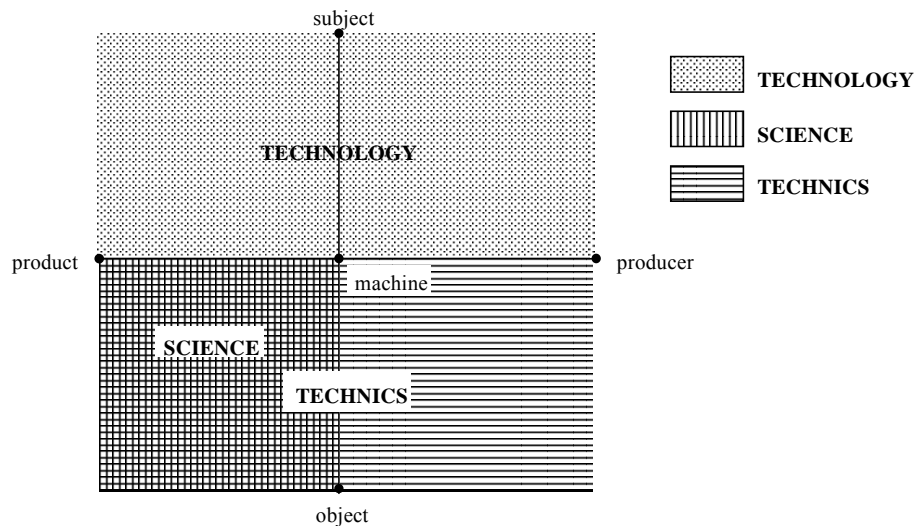 subject
TECHNOLOGY
SCIENCE
TECHNICS
TECHNOLOGY
product
machine
producer
SCIENCE
TECHNICS
object